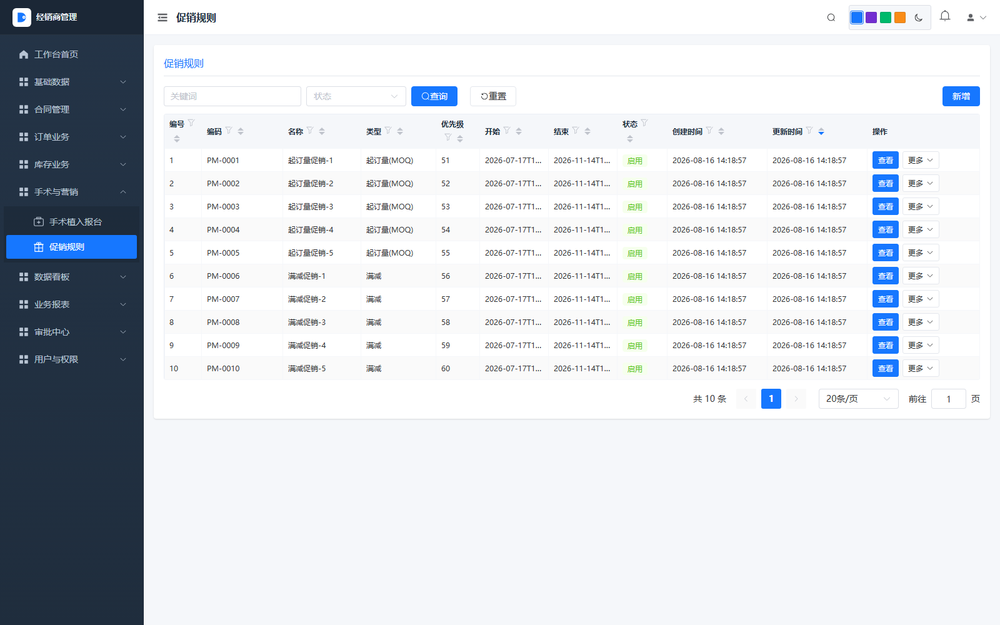 经销商管理
促销规则
工作台首页
基础数据
合同管理
订单业务
库存业务
手术与营销
手术植入报台
促销规则
数据看板
业务报表
审批中心
用户与权限
促销规则
关键词 状态 查询 重置 新增
编号 编码 名称 类型 优先级 开始 结束 状态 创建时间 更新时间 操作
1 PM-0001 起订量促销-1 起订量(MOQ) 51 2026-07-17T1... 2026-11-14T1... 启用 2026-08-16 14:18:57 2026-08-16 14:18:57 查看 更多
2 PM-0002 起订量促销-2 起订量(MOQ) 52 2026-07-17T1... 2026-11-14T1... 启用 2026-08-16 14:18:57 2026-08-16 14:18:57 查看 更多
3 PM-0003 起订量促销-3 起订量(MOQ) 53 2026-07-17T1... 2026-11-14T1... 启用 2026-08-16 14:18:57 2026-08-16 14:18:57 查看 更多
4 PM-0004 起订量促销-4 起订量(MOQ) 54 2026-07-17T1... 2026-11-14T1... 启用 2026-08-16 14:18:57 2026-08-16 14:18:57 查看 更多
5 PM-0005 起订量促销-5 起订量(MOQ) 55 2026-07-17T1... 2026-11-14T1... 启用 2026-08-16 14:18:57 2026-08-16 14:18:57 查看 更多
6 PM-0006 满减促销-1 满减 56 2026-07-17T1... 2026-11-14T1... 启用 2026-08-16 14:18:57 2026-08-16 14:18:57 查看 更多
7 PM-0007 满减促销-2 满减 57 2026-07-17T1... 2026-11-14T1... 启用 2026-08-16 14:18:57 2026-08-16 14:18:57 查看 更多
8 PM-0008 满减促销-3 满减 58 2026-07-17T1... 2026-11-14T1... 启用 2026-08-16 14:18:57 2026-08-16 14:18:57 查看 更多
9 PM-0009 满减促销-4 满减 59 2026-07-17T1... 2026-11-14T1... 启用 2026-08-16 14:18:57 2026-08-16 14:18:57 查看 更多
10 PM-0010 满减促销-5 满减 60 2026-07-17T1... 2026-11-14T1... 启用 2026-08-16 14:18:57 2026-08-16 14:18:57 查看 更多
共 10 条 1 20条/页 前往 1 页